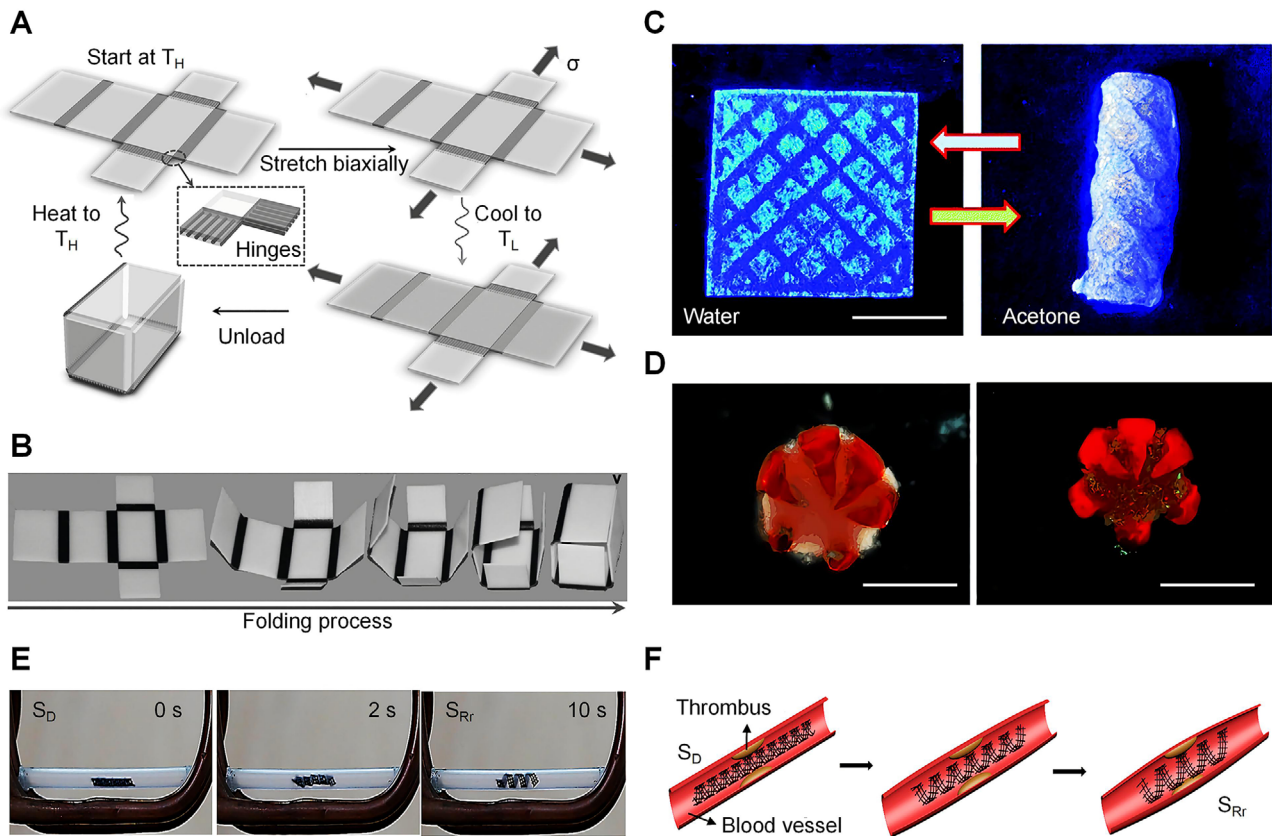 A
Start at TH
σ
Stretch biaxially
Heat to
TH
Hinges
Cool to
TL
Unload
B
Folding process
C
Water
Acetone
D
E
SD
0 s
2 s
SRr
10 s
F
Thrombus
SD
Blood vessel
SRr